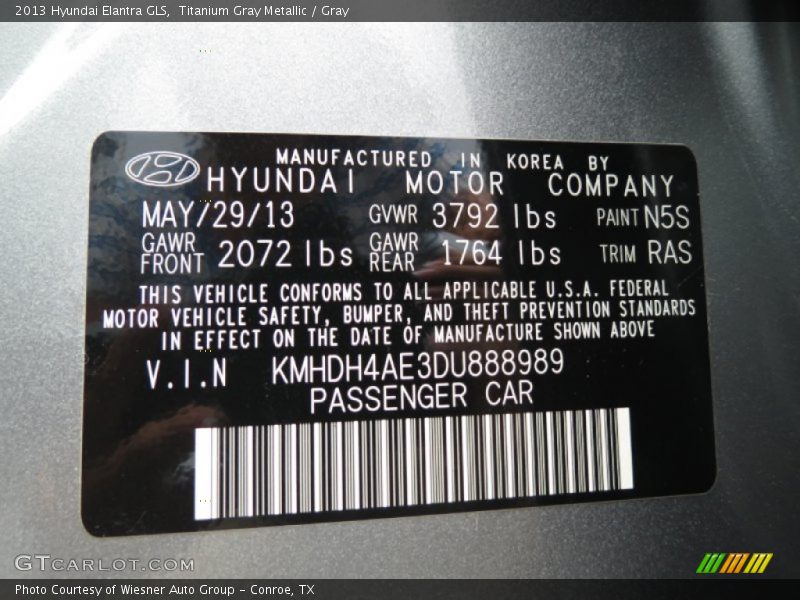 2013 Hyundai Elantra GLS, Titanium Gray Metallic / Gray
MANUFACTURED IN KOREA BY
HYUNDAI MOTOR COMPANY
MAY/29/13 GVWR 3792 lbs PAINT N5S
GAWR FRONT 2072 lbs GAWR REAR 1764 lbs TRIM RAS
THIS VEHICLE CONFORMS TO ALL APPLICABLE U.S.A. FEDERAL
MOTOR VEHICLE SAFETY, BUMPER, AND THEFT PREVENTION STANDARDS
IN EFFECT ON THE DATE OF MANUFACTURE SHOWN ABOVE
V.I.N KMHDH4AE3DU888989
PASSENGER CAR
GTCARLOT.COM
Photo Courtesy of Wiesner Auto Group - Conroe, TX